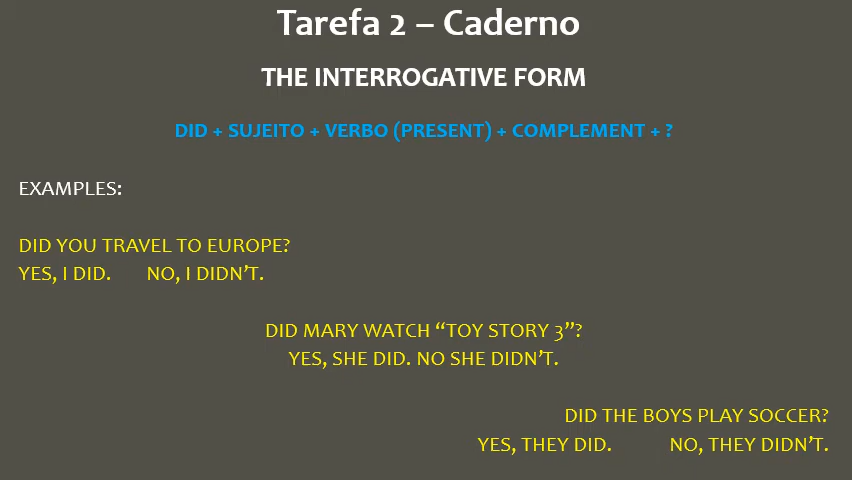 Tarefa 2 – Caderno
THE INTERROGATIVE FORM
DID + SUJEITO + VERBO (PRESENT) + COMPLEMENT + ?
EXAMPLES:
DID YOU TRAVEL TO EUROPE?
YES, I DID. NO, I DIDN’T.
DID MARY WATCH “TOY STORY 3”?
YES, SHE DID. NO SHE DIDN’T.
DID THE BOYS PLAY SOCCER?
YES, THEY DID. NO, THEY DIDN’T.